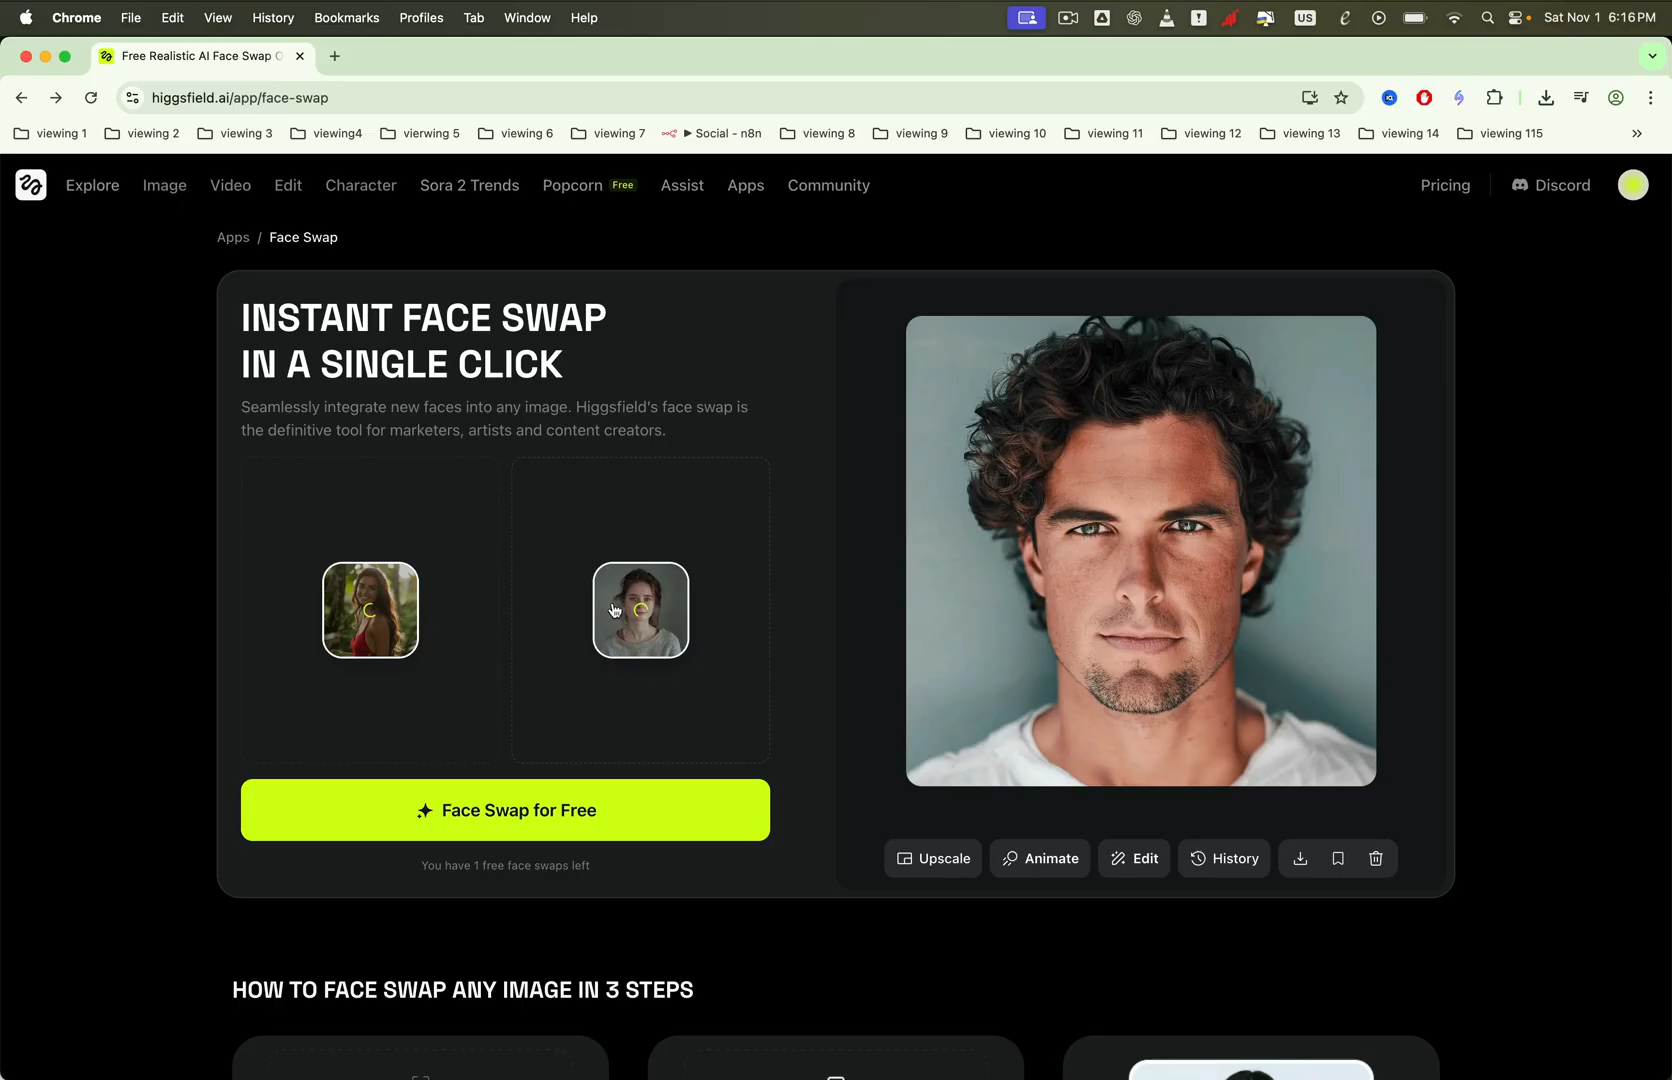 Chrome File Edit View History Bookmarks Profiles Tab Window Help US Sat Nov 1 6:16 PM
Free Realistic AI Face Swap
higgsfield.ai/app/face-swap
viewing 1 viewing 2 viewing 3 viewing4 vierwing 5 viewing 6 viewing 7 ▶ Social - n8n viewing 8 viewing 9 viewing 10 viewing 11 viewing 12 viewing 13 viewing 14 viewing 115
Explore Image Video Edit Character Sora 2 Trends Popcorn Free Assist Apps Community Pricing Discord
Apps / Face Swap
INSTANT FACE SWAP
IN A SINGLE CLICK
Seamlessly integrate new faces into any image. Higgsfield's face swap is
the definitive tool for marketers, artists and content creators.
Face Swap for Free
You have 1 free face swaps left
Upscale Animate Edit History
HOW TO FACE SWAP ANY IMAGE IN 3 STEPS